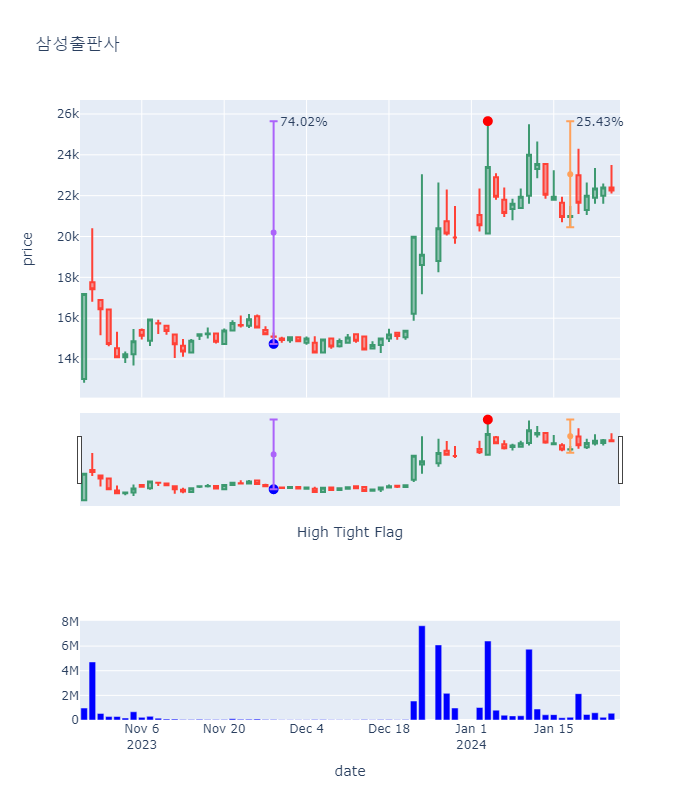 삼성출판사
26k
24k
22k
20k
18k
16k
14k
price
74.02%
25.43%
High Tight Flag
8M
6M
4M
2M
0
Nov 6
2023
Nov 20
Dec 4
Dec 18
Jan 1
2024
Jan 15
date